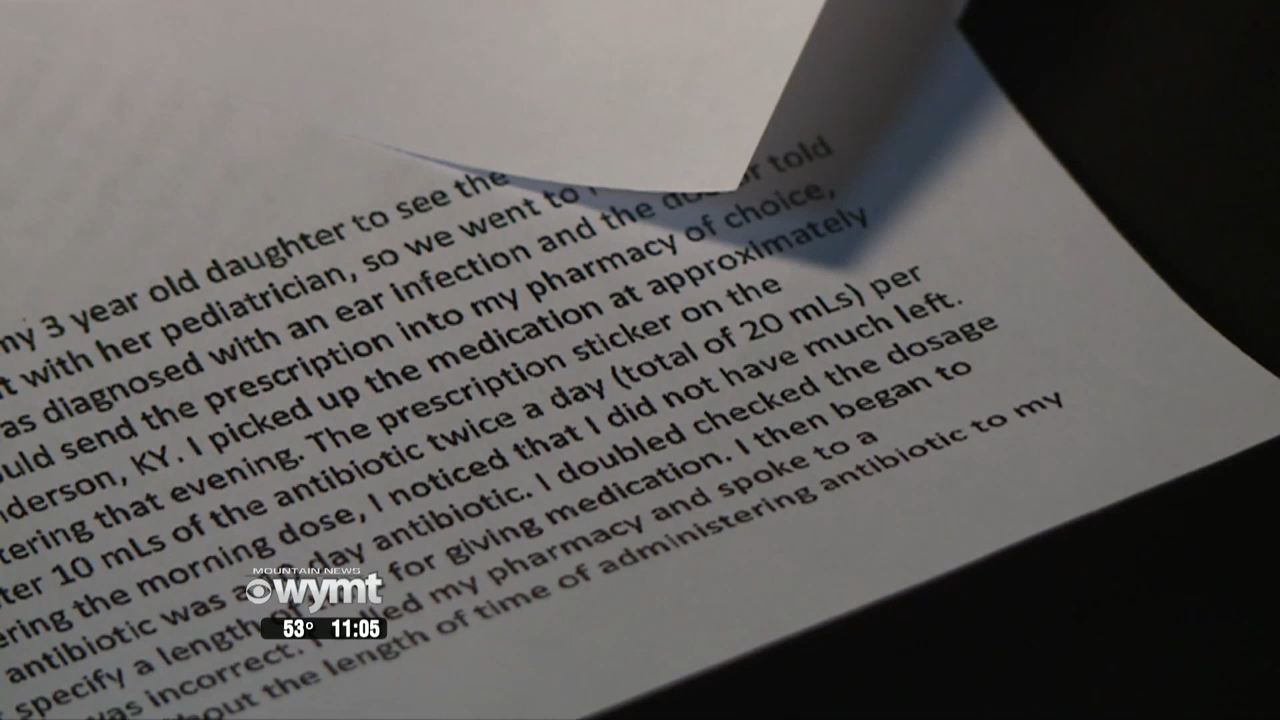 my 3 year old daughter to see the
t with her pediatrician, so we went to
as diagnosed with an ear infection and the doctor told
ould send the prescription into my pharmacy of choice,
nderson, KY. I picked up the medication at approximately
tering that evening. The prescription sticker on the
ter 10 mLs of the antibiotic twice a day (total of 20 mLs) per
ering the morning dose, I noticed that I did not have much left.
antibiotic was a day antibiotic. I doubled checked the dosage
specify a length of for giving medication. I then began to
was incorrect. I called my pharmacy and spoke to a
bout the length of time of administering antibiotic to my
MOUNTAIN NEWS
wymt
53° 11:05